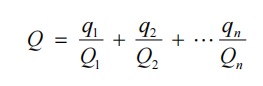 Q = q₁/Q₁ + q₂/Q₂ + ⋯ qₙ/Qₙ